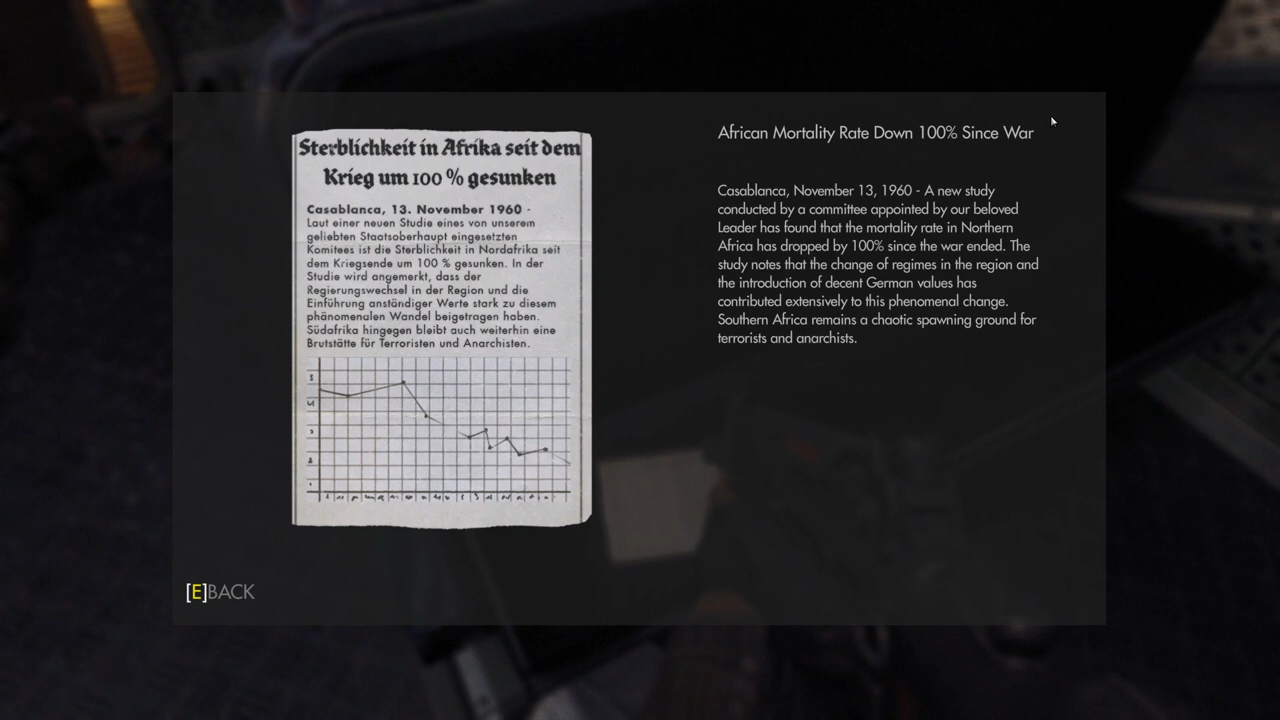 Sterblichkeit in Afrika seit dem
Krieg um 100 % gesunken
Casablanca, 13. November 1960 -
Laut einer neuen Studie eines von unserem
geliebten Staatsoberhaupt eingesetzten
Komitees ist die Sterblichkeit in Nordafrika seit
dem Kriegsende um 100 % gesunken. In der
Studie wird angemerkt, dass der
Regierungswechsel in der Region und die
Einführung anständiger Werte stark zu diesem
phänomenalen Wandel beigetragen haben.
Südafrika hingegen bleibt auch weiterhin eine
Brutstätte für Terroristen und Anarchisten.
African Mortality Rate Down 100% Since War
Casablanca, November 13, 1960 - A new study
conducted by a committee appointed by our beloved
Leader has found that the mortality rate in Northern
Africa has dropped by 100% since the war ended. The
study notes that the change of regimes in the region and
the introduction of decent German values has
contributed extensively to this phenomenal change.
Southern Africa remains a chaotic spawning ground for
terrorists and anarchists.
[E]BACK